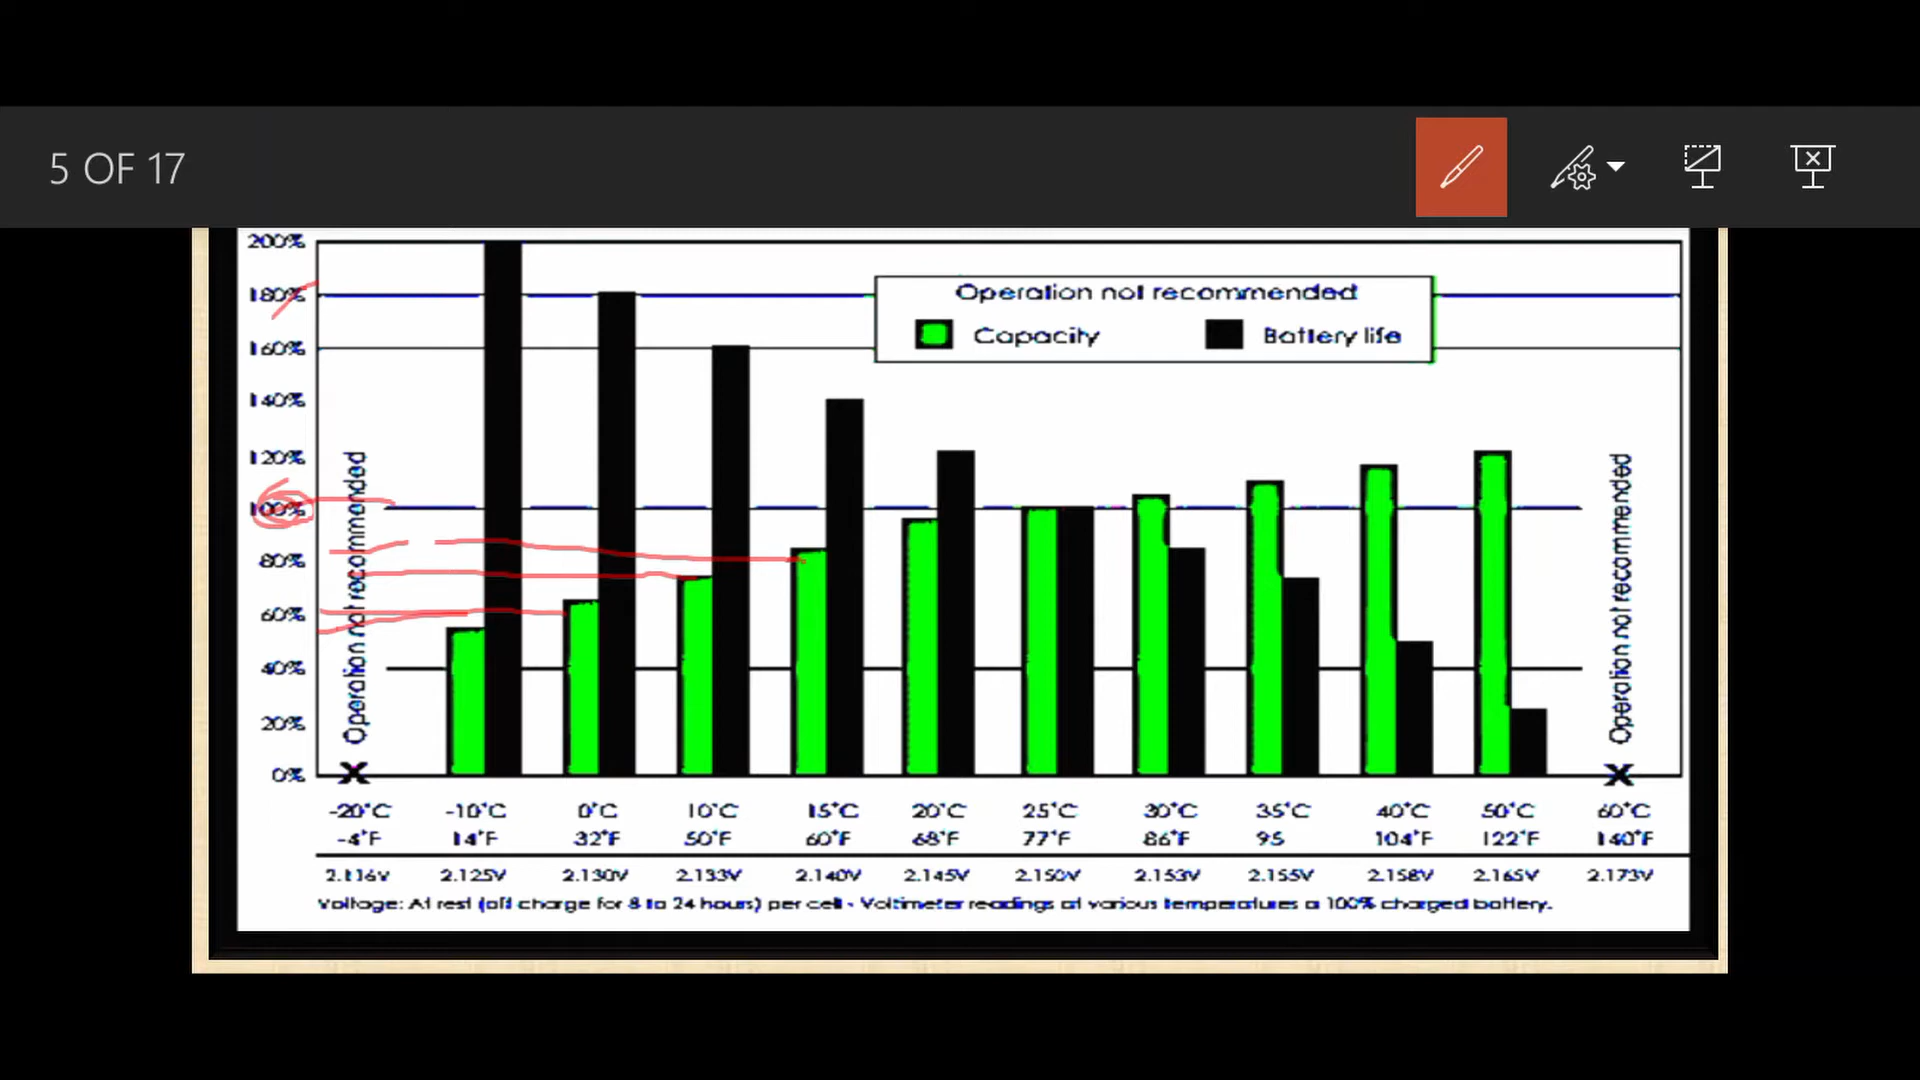 5 OF 17
200%
180%
160%
140%
120%
100%
80%
60%
40%
20%
0%
Operation not recommended
Capacity Battery life
Operation not recommended
Operation not recommended
-20°C -10°C 0°C 10°C 15°C 20°C 25°C 30°C 35°C 40°C 50°C 60°C
-4°F 14°F 32°F 50°F 60°F 68°F 77°F 86°F 95 104°F 122°F 140°F
2.116V 2.125V 2.130V 2.133V 2.140V 2.145V 2.150V 2.153V 2.155V 2.158V 2.165V 2.173V
Voltage: At rest (off charge for 8 to 24 hours) per cell - Voltimeter readings at various temperatures a 100% charged battery.